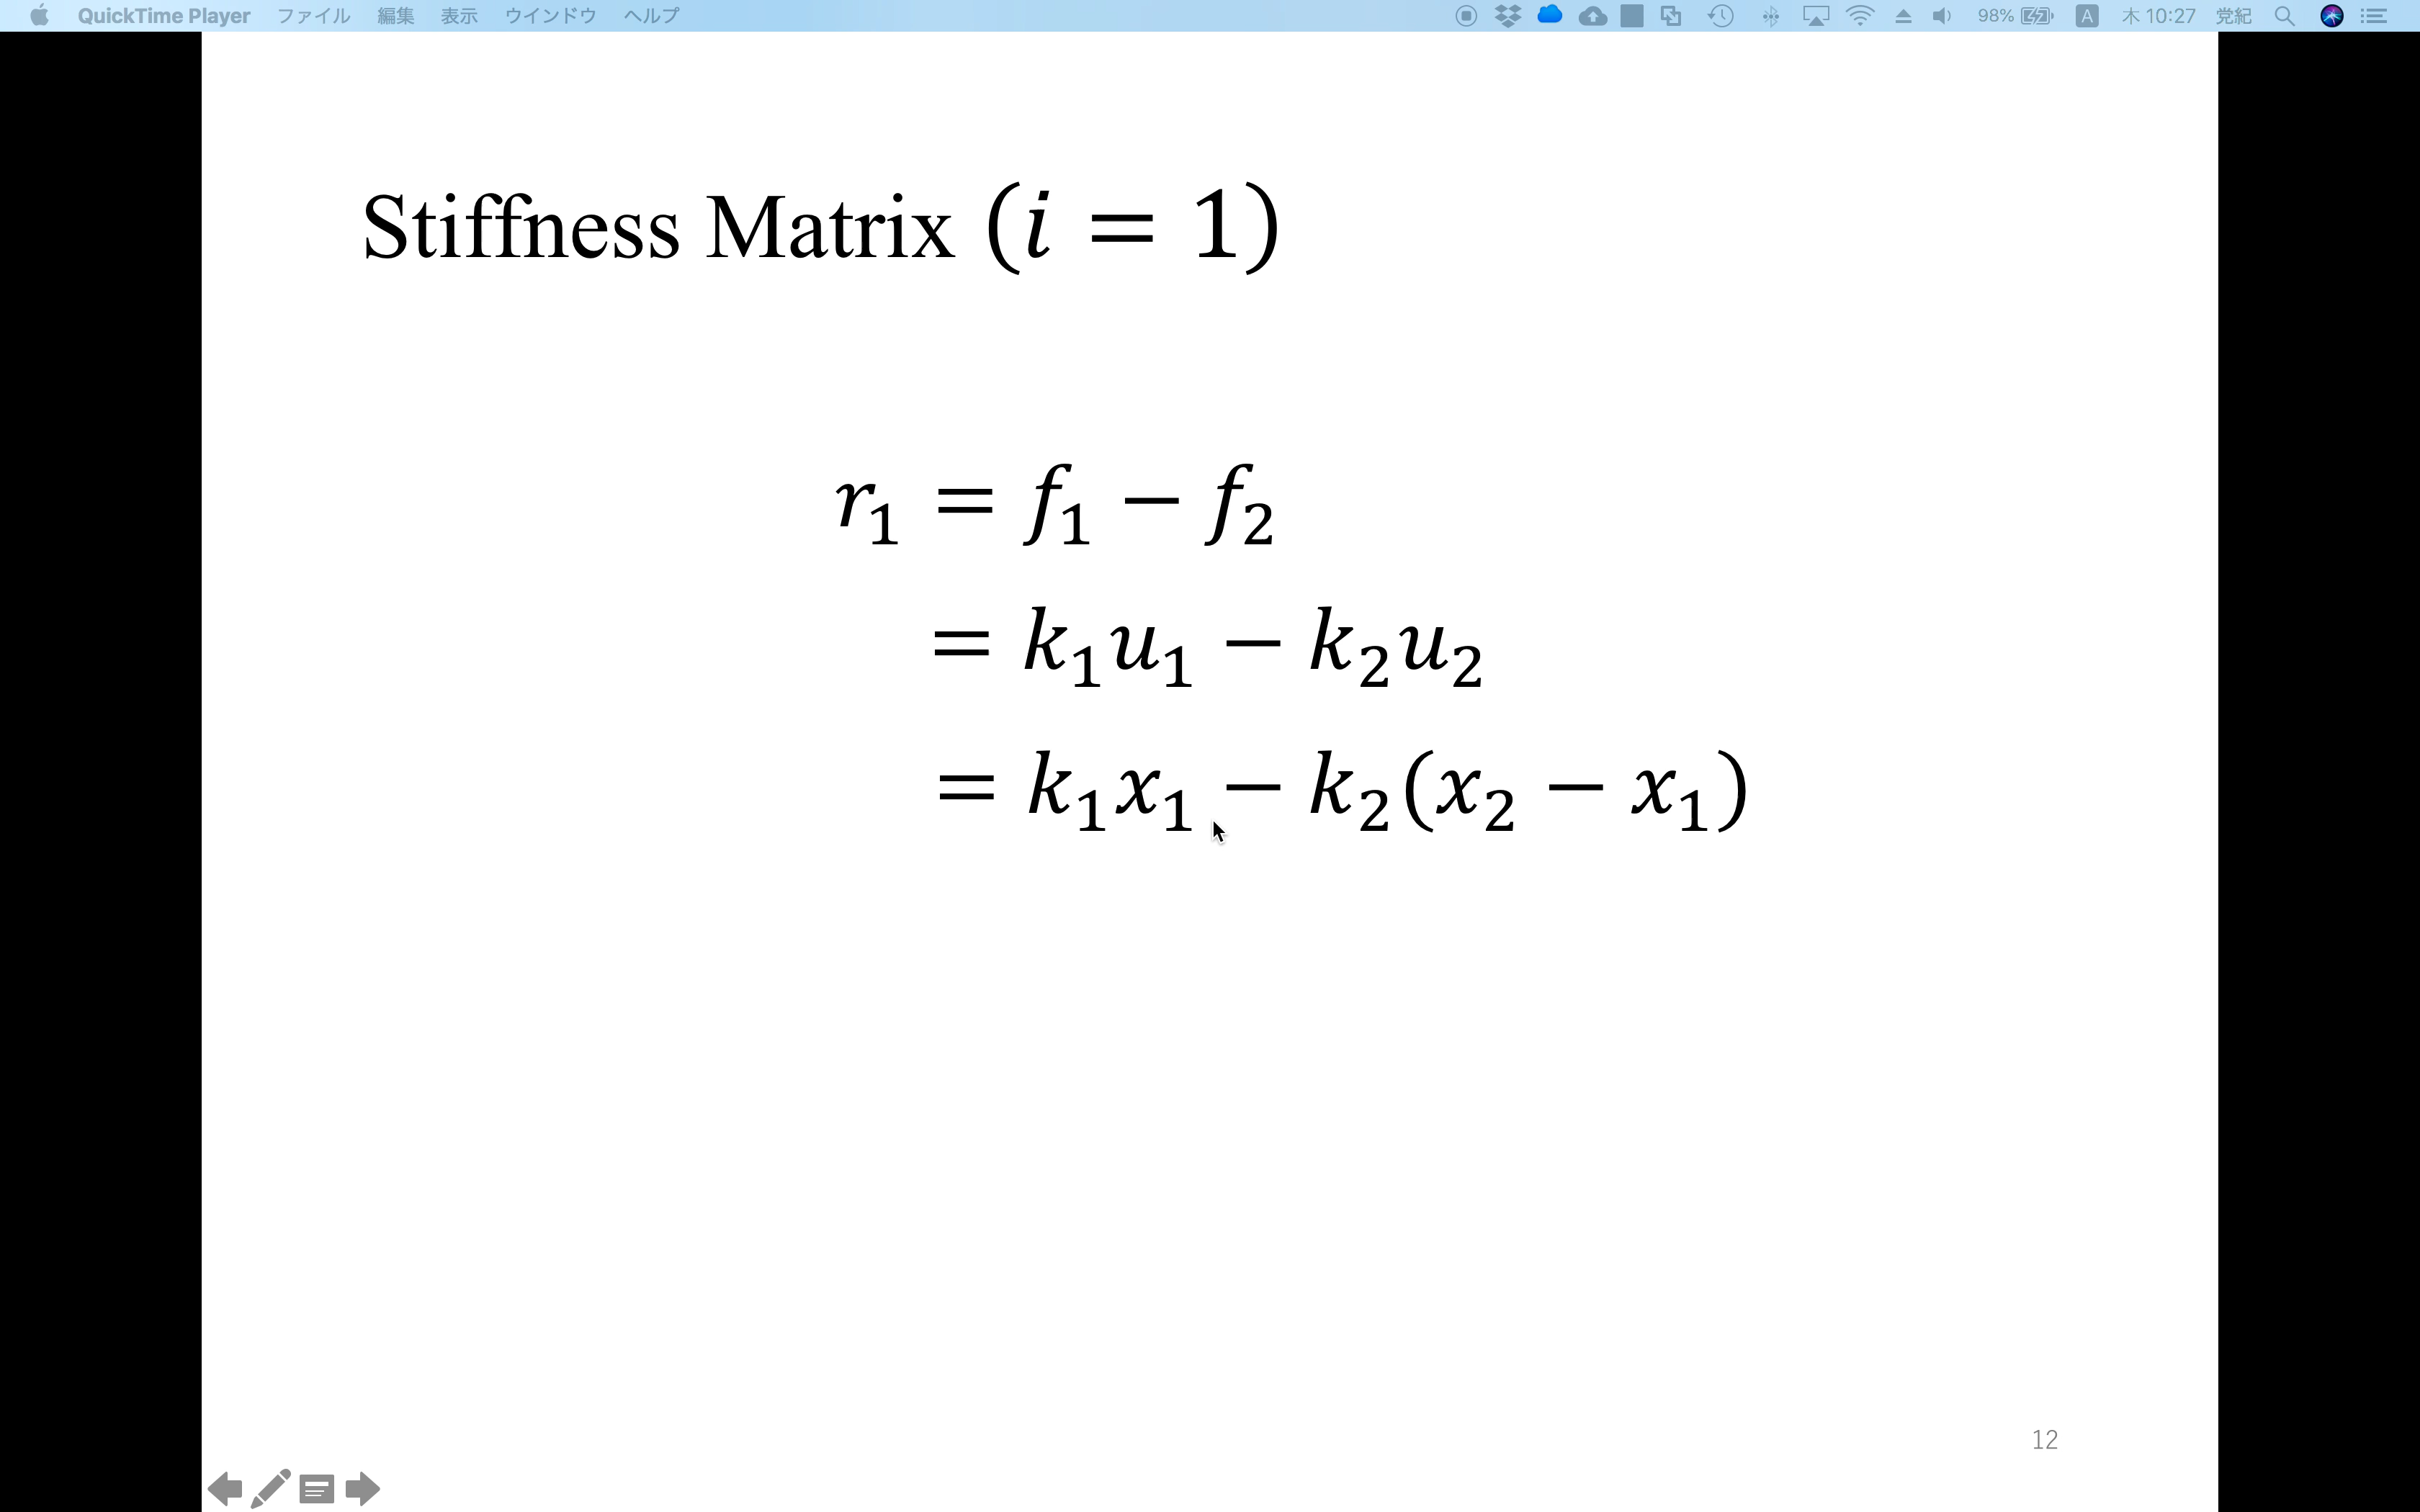 QuickTime Player ファイル 編集 表示 ウインドウ ヘルプ 98% A 木 10:27 党紀
Stiffness Matrix (i = 1)
r₁ = f₁ − f₂
= k₁u₁ − k₂u₂
= k₁x₁ − k₂(x₂ − x₁)
12